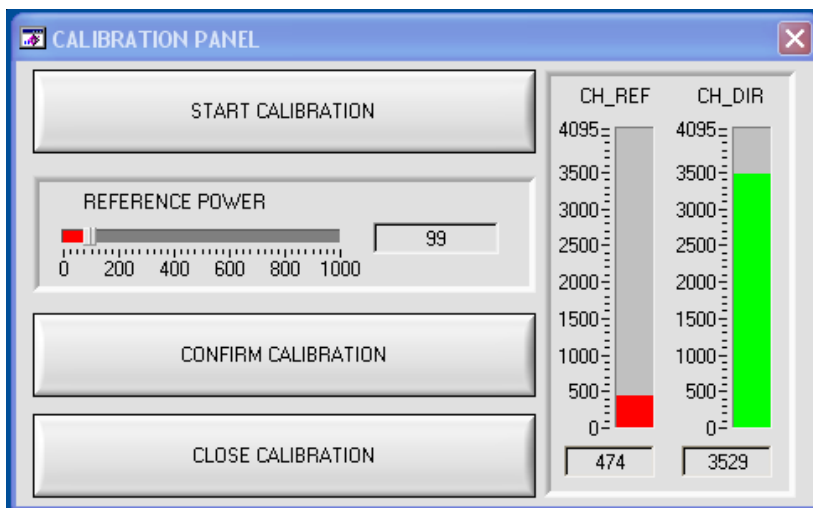 CALIBRATION PANEL
START CALIBRATION
REFERENCE POWER
99
0 200 400 600 800 1000
CONFIRM CALIBRATION
CLOSE CALIBRATION
CH_REF CH_DIR
4095 4095
3500 3500
3000 3000
2500 2500
2000 2000
1500 1500
1000 1000
500 500
0 0
474 3529